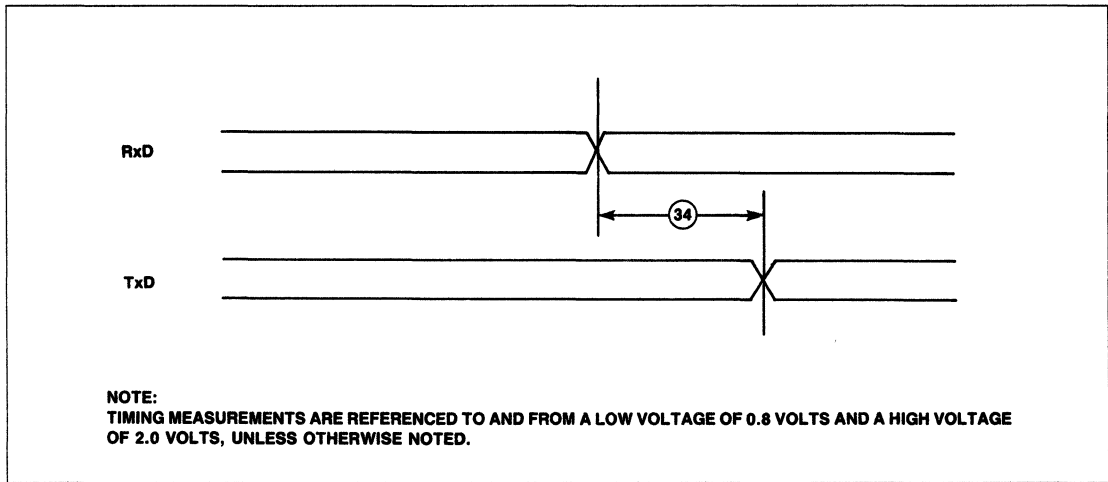 RxD
34
TxD
NOTE:
TIMING MEASUREMENTS ARE REFERENCED TO AND FROM A LOW VOLTAGE OF 0.8 VOLTS AND A HIGH VOLTAGE
OF 2.0 VOLTS, UNLESS OTHERWISE NOTED.